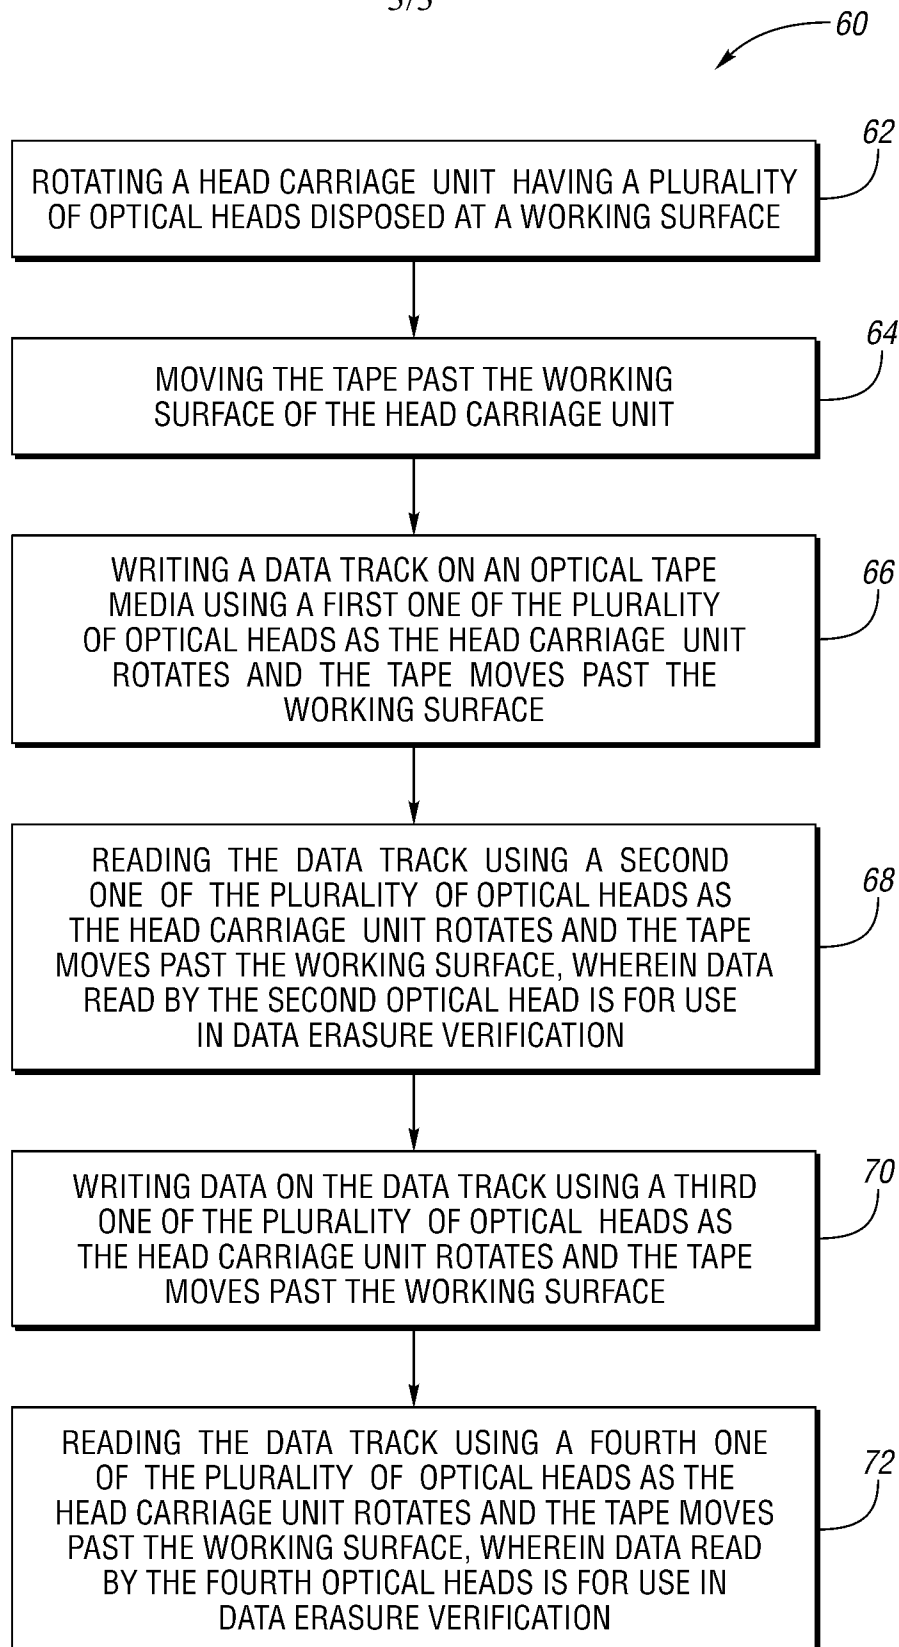 60
62
ROTATING A HEAD CARRIAGE UNIT HAVING A PLURALITY
OF OPTICAL HEADS DISPOSED AT A WORKING SURFACE
64
MOVING THE TAPE PAST THE WORKING
SURFACE OF THE HEAD CARRIAGE UNIT
66
WRITING A DATA TRACK ON AN OPTICAL TAPE
MEDIA USING A FIRST ONE OF THE PLURALITY
OF OPTICAL HEADS AS THE HEAD CARRIAGE UNIT
ROTATES AND THE TAPE MOVES PAST THE
WORKING SURFACE
68
READING THE DATA TRACK USING A SECOND
ONE OF THE PLURALITY OF OPTICAL HEADS AS
THE HEAD CARRIAGE UNIT ROTATES AND THE TAPE
MOVES PAST THE WORKING SURFACE, WHEREIN DATA
READ BY THE SECOND OPTICAL HEAD IS FOR USE
IN DATA ERASURE VERIFICATION
70
WRITING DATA ON THE DATA TRACK USING A THIRD
ONE OF THE PLURALITY OF OPTICAL HEADS AS
THE HEAD CARRIAGE UNIT ROTATES AND THE TAPE
MOVES PAST THE WORKING SURFACE
72
READING THE DATA TRACK USING A FOURTH ONE
OF THE PLURALITY OF OPTICAL HEADS AS THE
HEAD CARRIAGE UNIT ROTATES AND THE TAPE MOVES
PAST THE WORKING SURFACE, WHEREIN DATA READ
BY THE FOURTH OPTICAL HEADS IS FOR USE IN
DATA ERASURE VERIFICATION